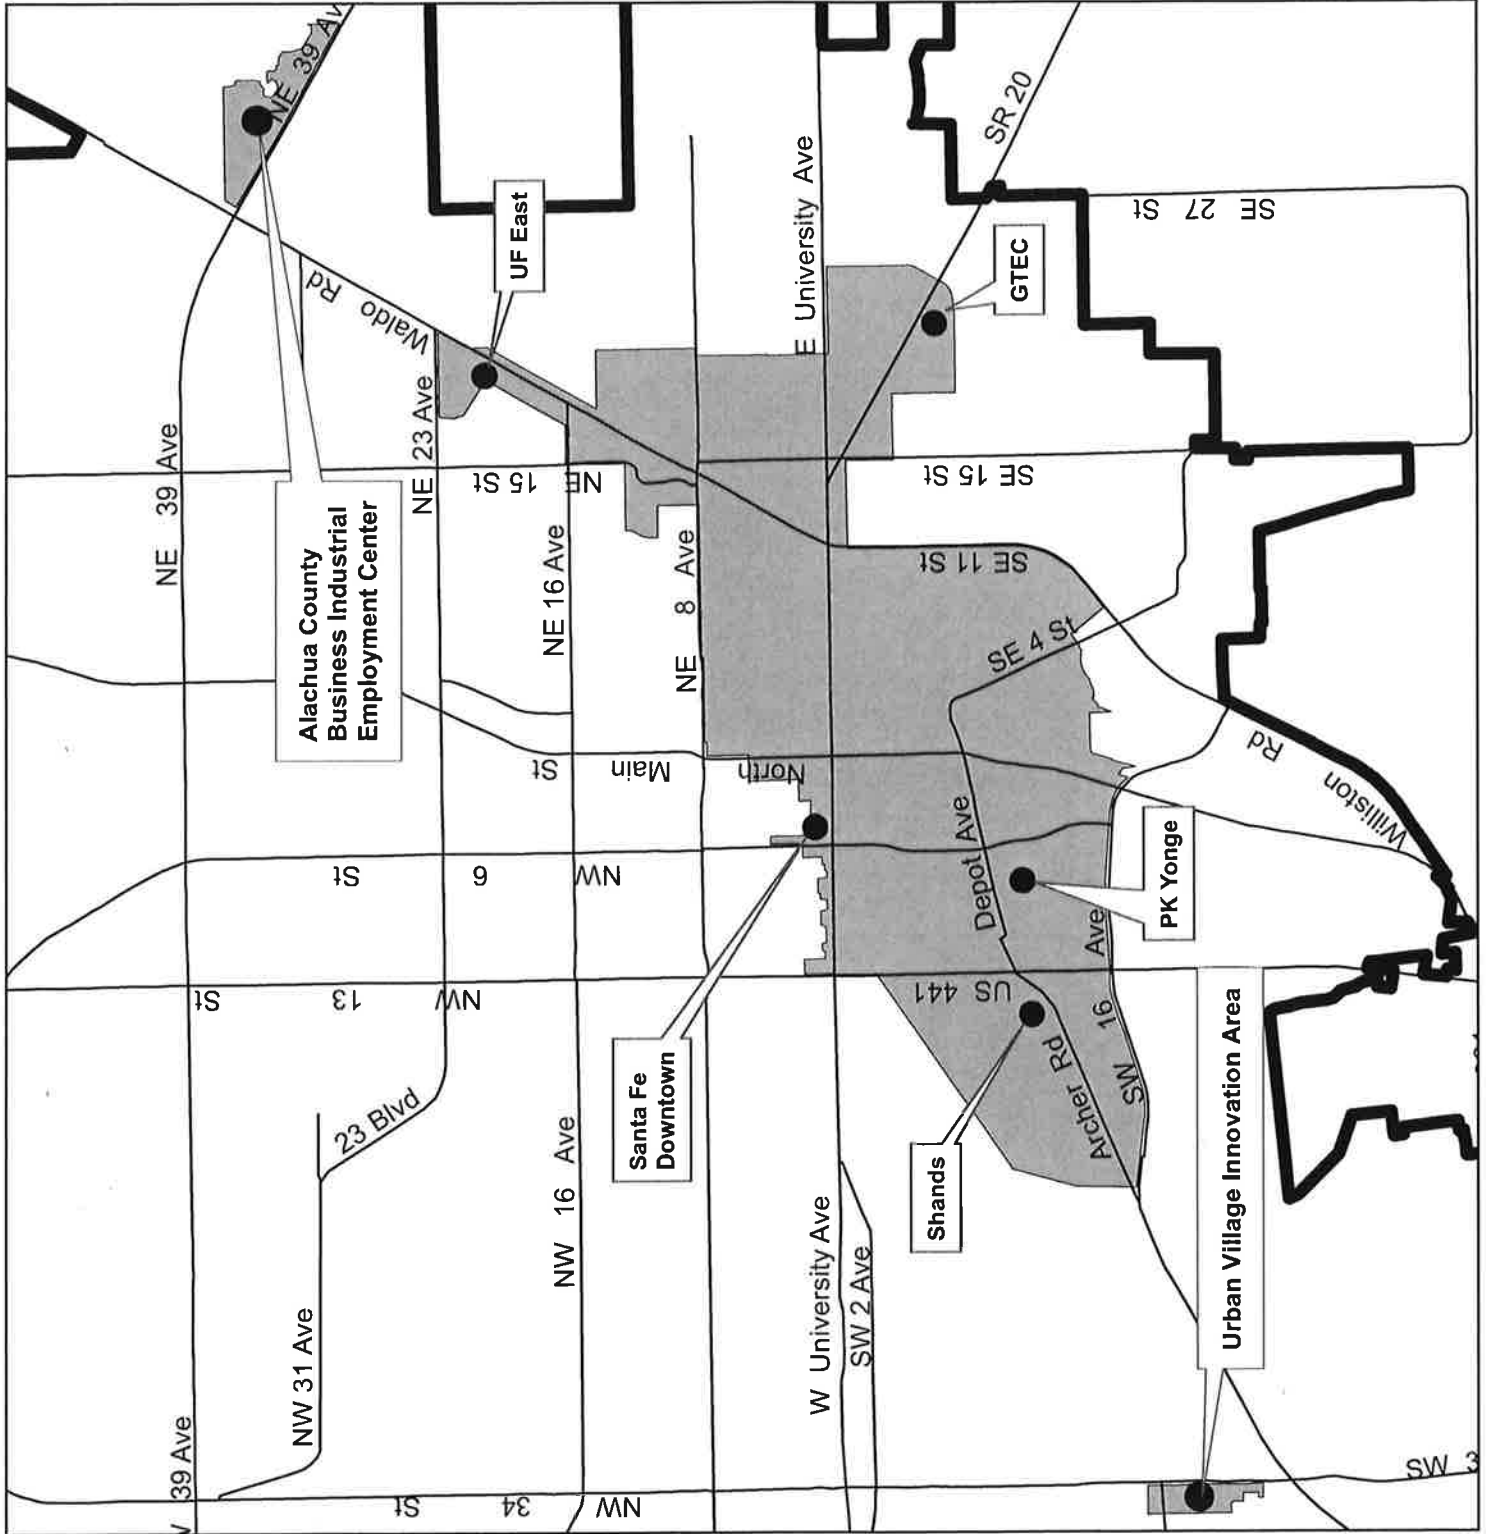 NE 39 Av
NE 39 Ave
Waldo Rd
UF East
NE 23 Ave
Alachua County
Business Industrial
Employment Center
NE 15 St
NE 16 Ave
NE 8 Ave
E University Ave
SR 20
GTEC
SE 27 St
SE 15 St
SE 11 St
SE 4 St
North Main St
NW 6 St
NW 13 St
Depot Ave
PK Yonge
Williston Rd
US 441
SW 16 Ave
Archer Rd
Santa Fe
Downtown
Shands
23 Blvd
NW 16 Ave
NW 31 Ave
39 Ave
NW 34 St
W University Ave
SW 2 Ave
Urban Village Innovation Area
SW 3